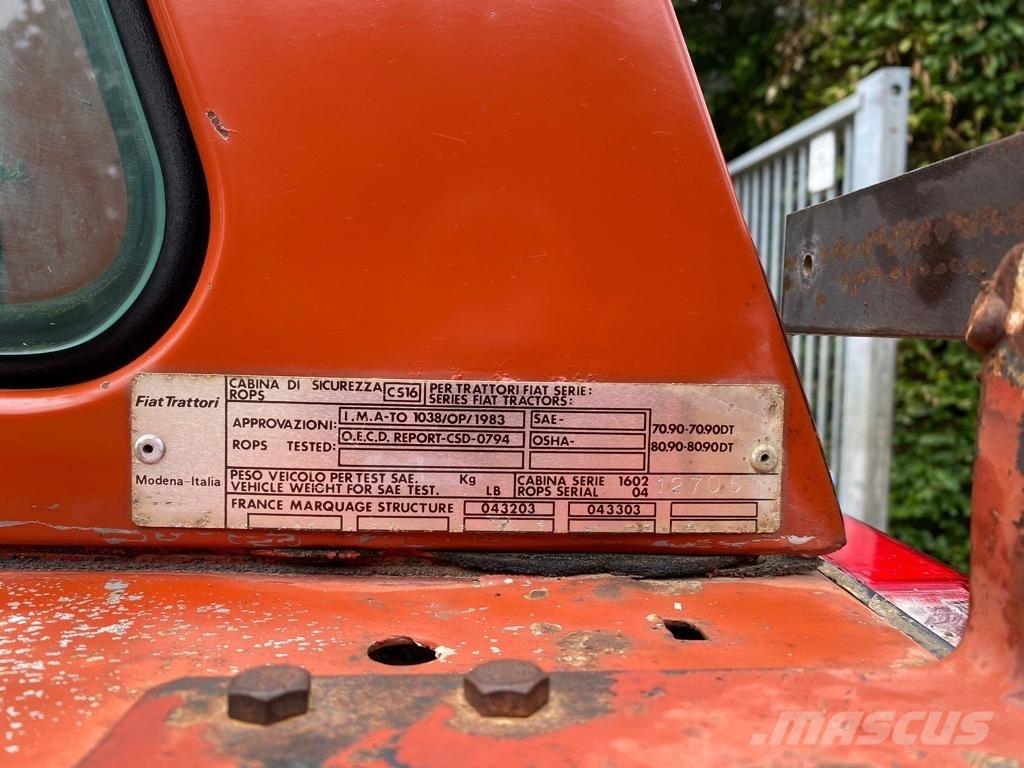 Fiat Trattori
Modena-Italia
CABINA DI SICUREZZA CS16 PER TRATTORI FIAT SERIE:
ROPS SERIES FIAT TRACTORS:
APPROVAZIONI: I.M.A-TO 1038/OP/1983 SAE- 70.90-70.90DT
ROPS TESTED: O.E.C.D. REPORT-CSD-0794 OSHA- 80.90-80.90DT
PESO VEICOLO PER TEST SAE. Kg CABINA SERIE 1602
VEHICLE WEIGHT FOR SAE TEST. LB ROPS SERIAL 04 12705
FRANCE MARQUAGE STRUCTURE 043203 043303
MASCUS